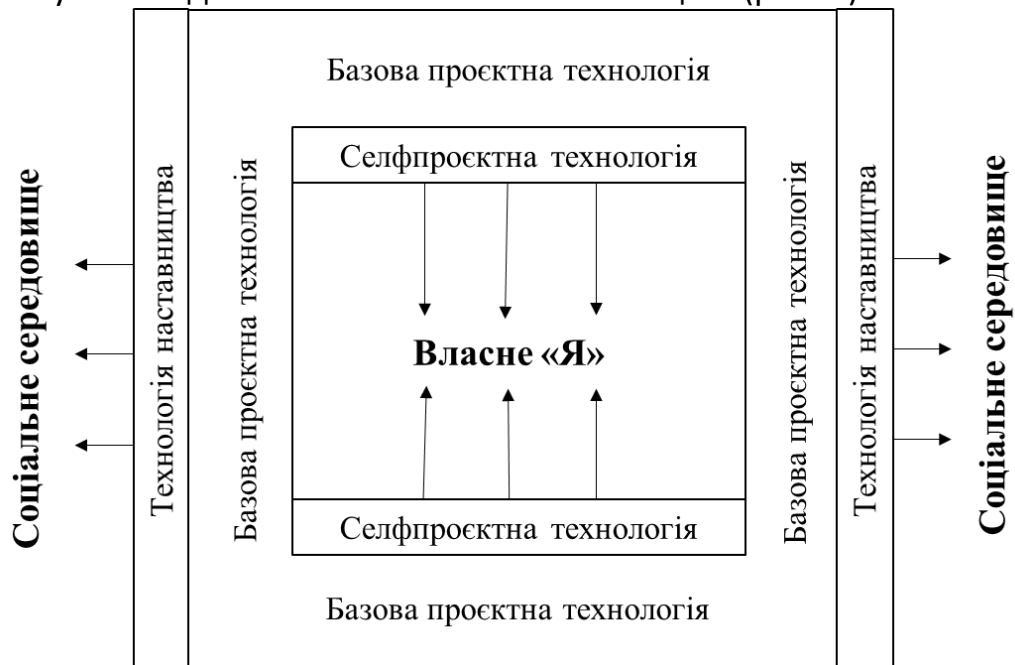 Базова проєктна технологія
Селфпроєктна технологія
Соціальне середовище
Технологія наставництва
Базова проєктна технологія
Власне «Я»
Базова проєктна технологія
Технологія наставництва
Соціальне середовище
Селфпроєктна технологія
Базова проєктна технологія